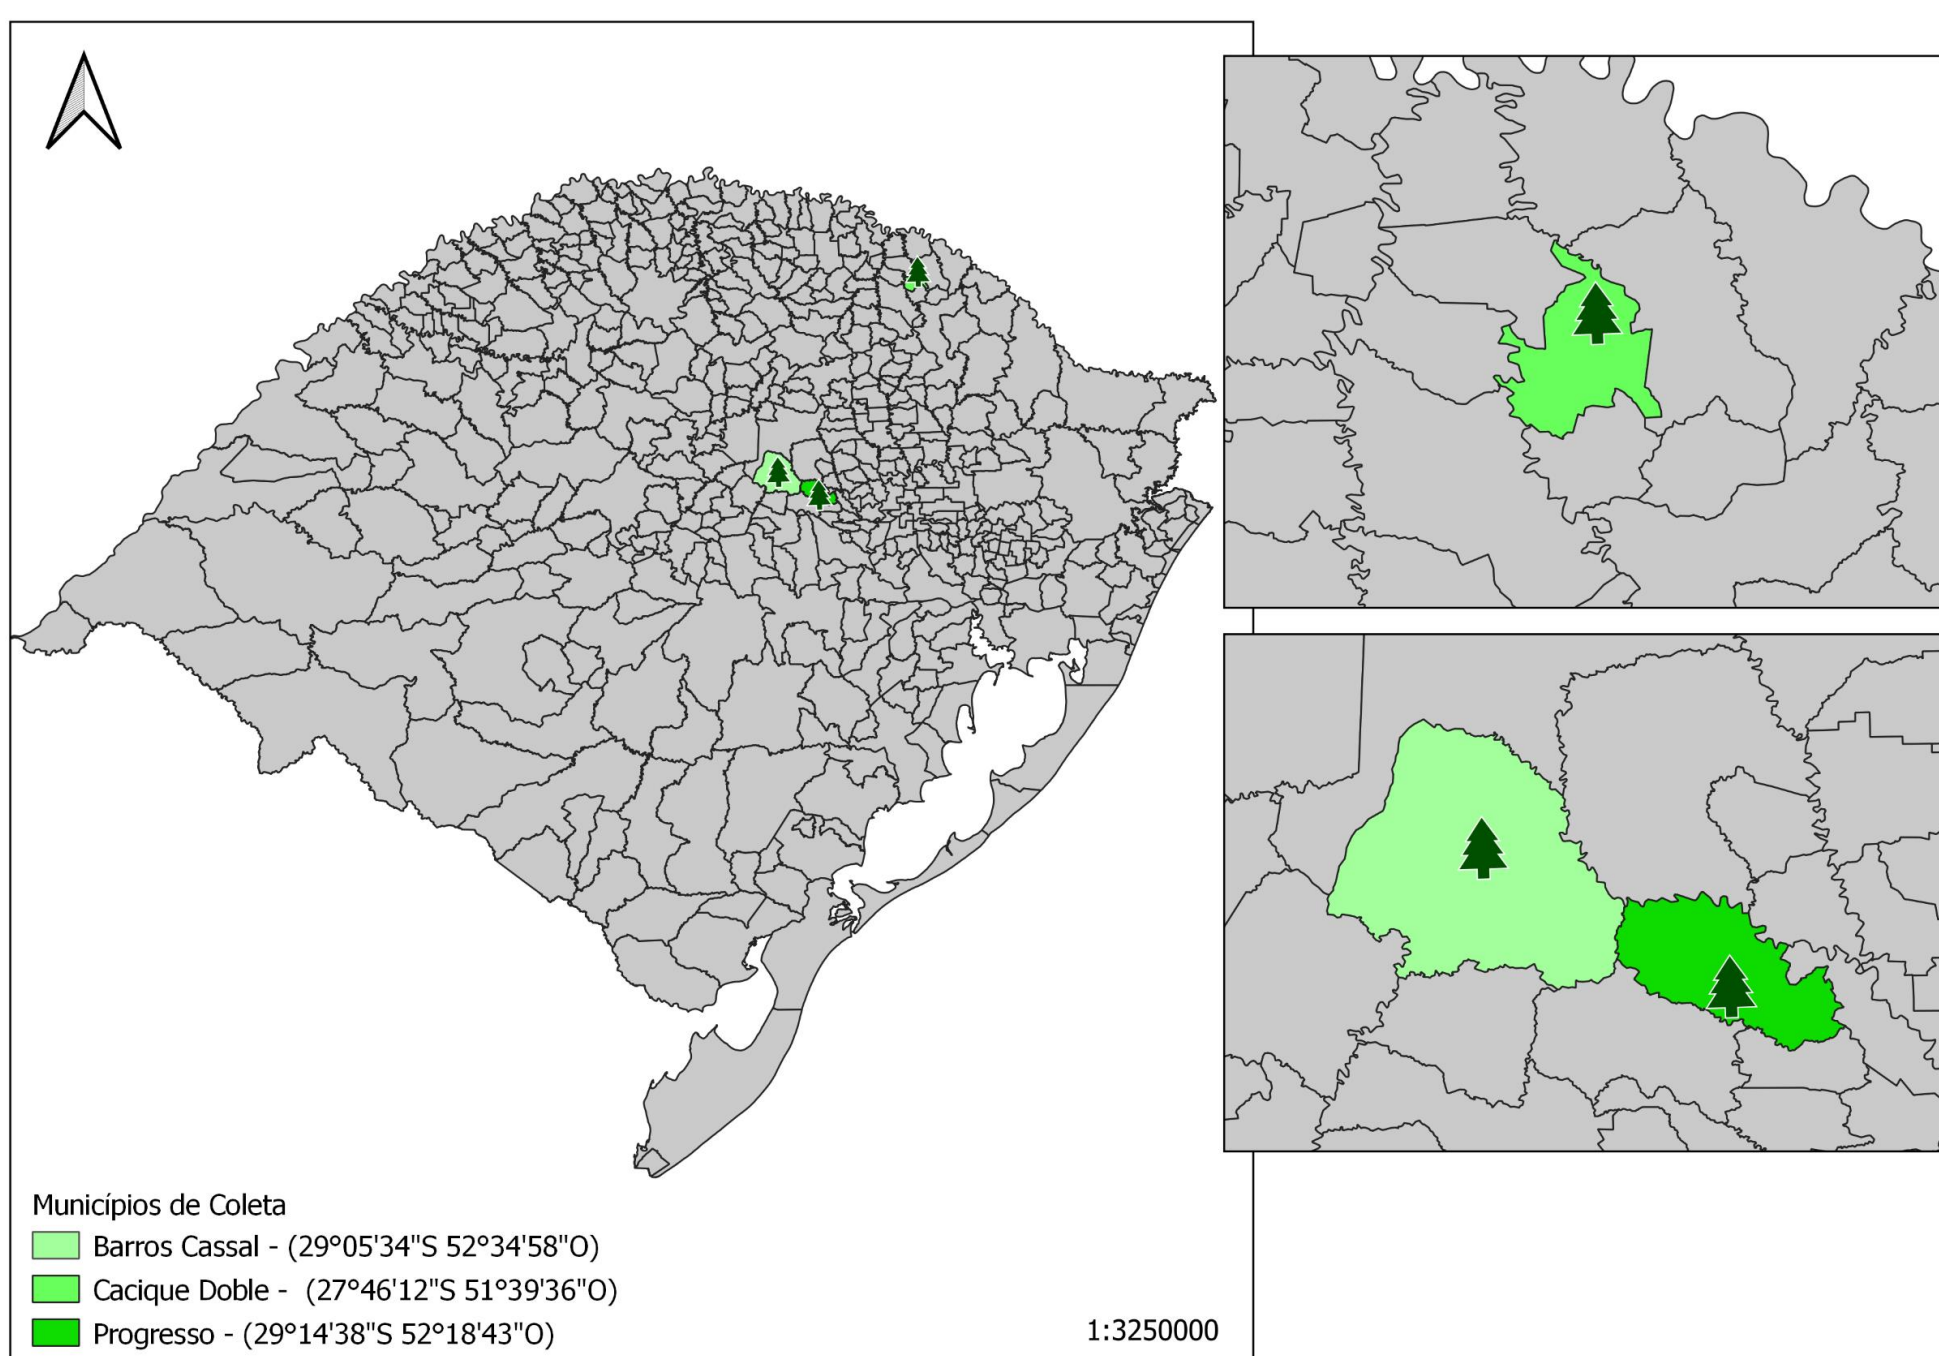 Municípios de Coleta
Barros Cassal - (29°05'34"S 52°34'58"O)
Cacique Doble - (27°46'12"S 51°39'36"O)
Progresso - (29°14'38"S 52°18'43"O)
1:3250000